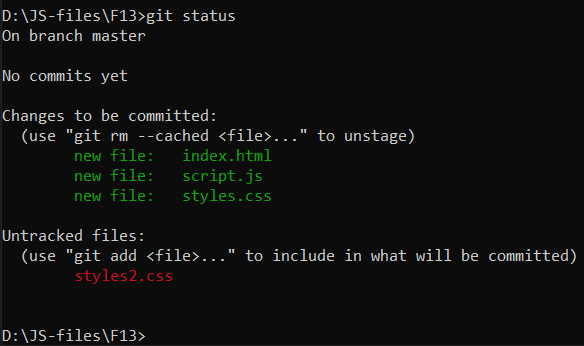 D:\JS-files\F13>git status
On branch master
No commits yet
Changes to be committed:
(use "git rm --cached <file>..." to unstage)
new file:   index.html
new file:   script.js
new file:   styles.css
Untracked files:
(use "git add <file>..." to include in what will be committed)
styles2.css
D:\JS-files\F13>